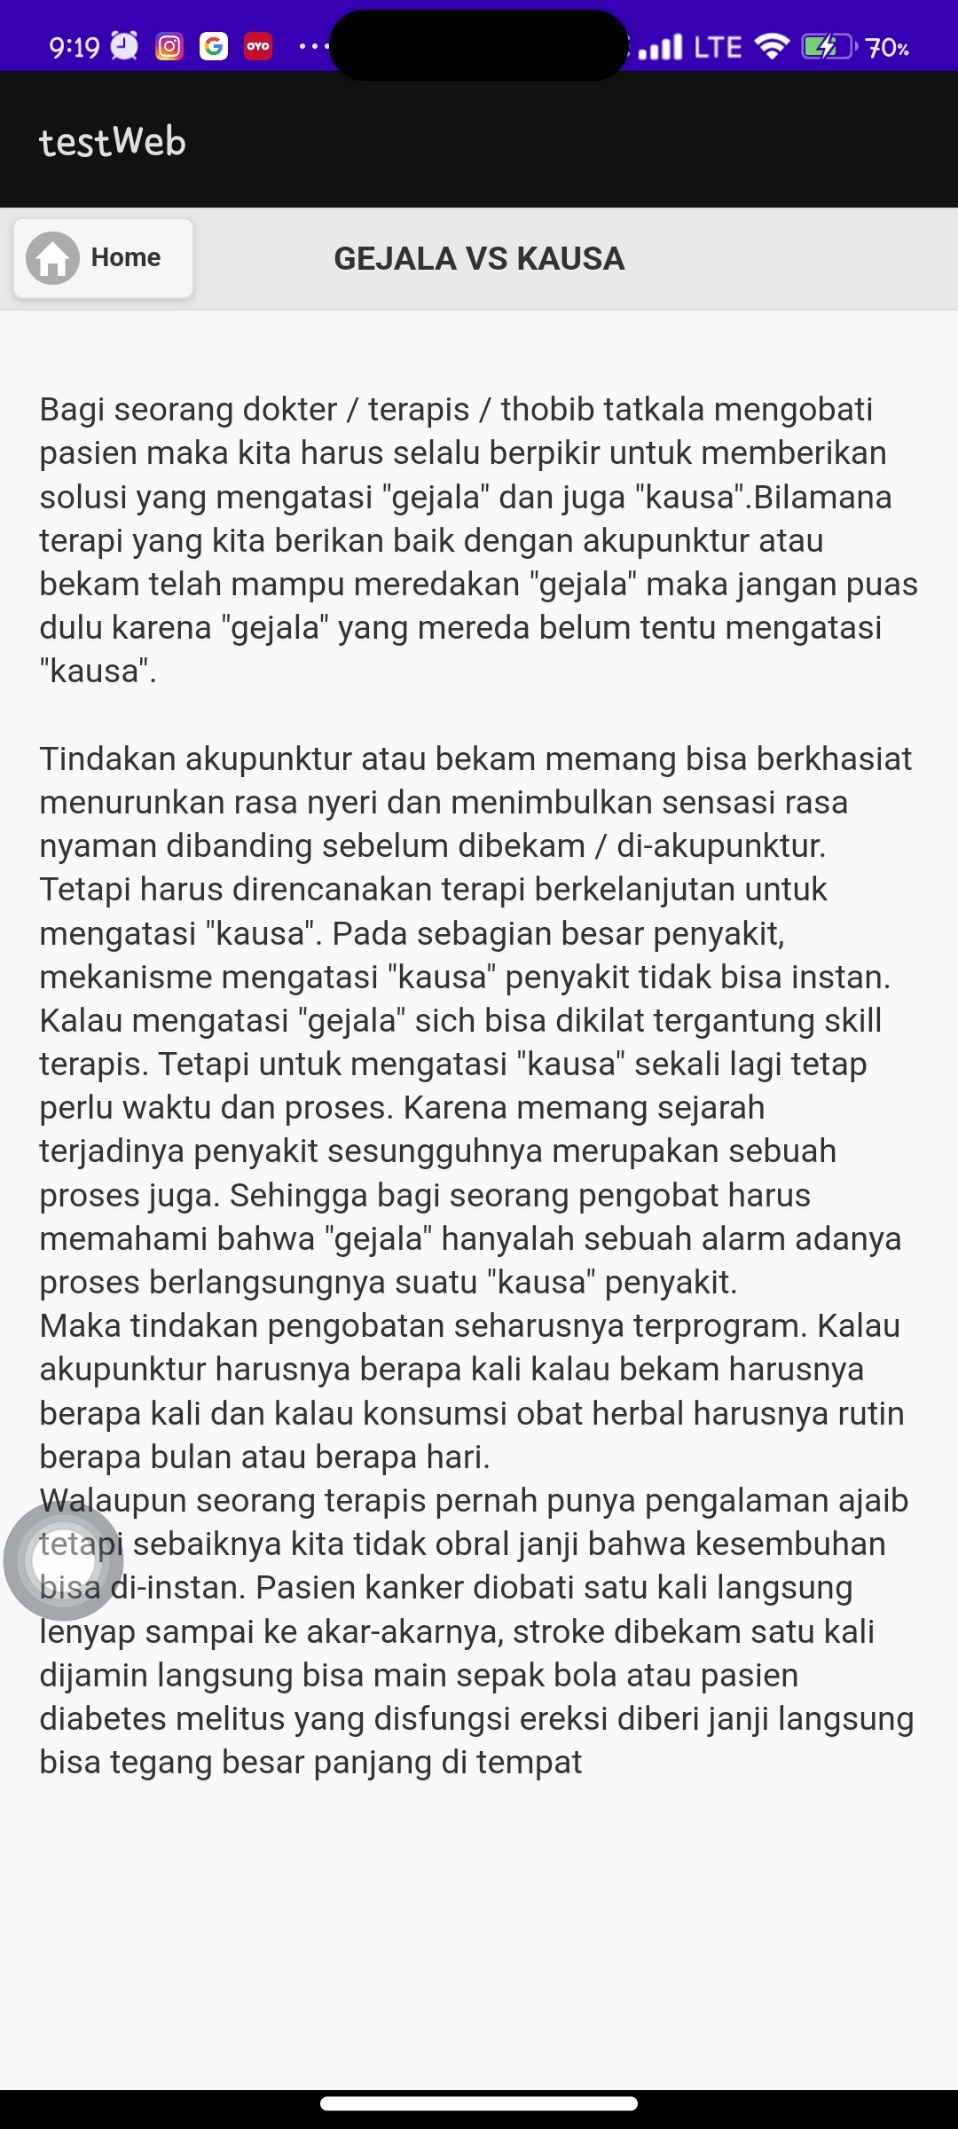 9:19 OYO ... LTE 70%
testWeb
Home GEJALA VS KAUSA
Bagi seorang dokter / terapis / thobib tatkala mengobati
pasien maka kita harus selalu berpikir untuk memberikan
solusi yang mengatasi "gejala" dan juga "kausa".Bilamana
terapi yang kita berikan baik dengan akupunktur atau
bekam telah mampu meredakan "gejala" maka jangan puas
dulu karena "gejala" yang mereda belum tentu mengatasi
"kausa".
Tindakan akupunktur atau bekam memang bisa berkhasiat
menurunkan rasa nyeri dan menimbulkan sensasi rasa
nyaman dibanding sebelum dibekam / di-akupunktur.
Tetapi harus direncanakan terapi berkelanjutan untuk
mengatasi "kausa". Pada sebagian besar penyakit,
mekanisme mengatasi "kausa" penyakit tidak bisa instan.
Kalau mengatasi "gejala" sich bisa dikilat tergantung skill
terapis. Tetapi untuk mengatasi "kausa" sekali lagi tetap
perlu waktu dan proses. Karena memang sejarah
terjadinya penyakit sesungguhnya merupakan sebuah
proses juga. Sehingga bagi seorang pengobat harus
memahami bahwa "gejala" hanyalah sebuah alarm adanya
proses berlangsungnya suatu "kausa" penyakit.
Maka tindakan pengobatan seharusnya terprogram. Kalau
akupunktur harusnya berapa kali kalau bekam harusnya
berapa kali dan kalau konsumsi obat herbal harusnya rutin
berapa bulan atau berapa hari.
Walaupun seorang terapis pernah punya pengalaman ajaib
tetapi sebaiknya kita tidak obral janji bahwa kesembuhan
bisa di-instan. Pasien kanker diobati satu kali langsung
lenyap sampai ke akar-akarnya, stroke dibekam satu kali
dijamin langsung bisa main sepak bola atau pasien
diabetes melitus yang disfungsi ereksi diberi janji langsung
bisa tegang besar panjang di tempat